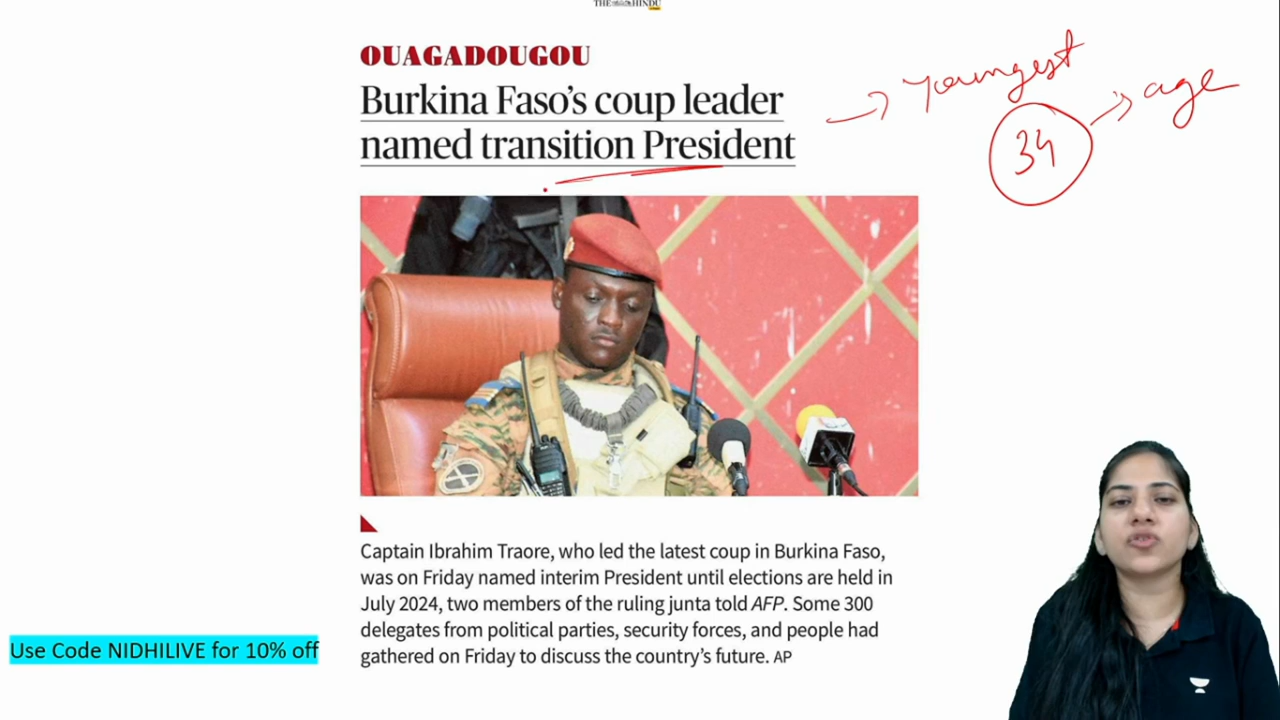 THE HINDU
OUAGADOUGOU
Burkina Faso's coup leader
named transition President
→ Youngest
34 → age
Captain Ibrahim Traore, who led the latest coup in Burkina Faso,
was on Friday named interim President until elections are held in
July 2024, two members of the ruling junta told AFP. Some 300
delegates from political parties, security forces, and people had
gathered on Friday to discuss the country's future. AP
Use Code NIDHILIVE for 10% off